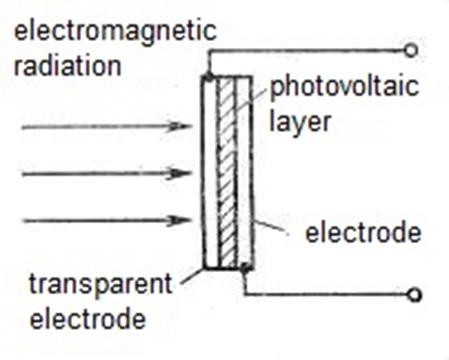 electromagnetic
radiation
photovoltaic
layer
electrode
transparent
electrode